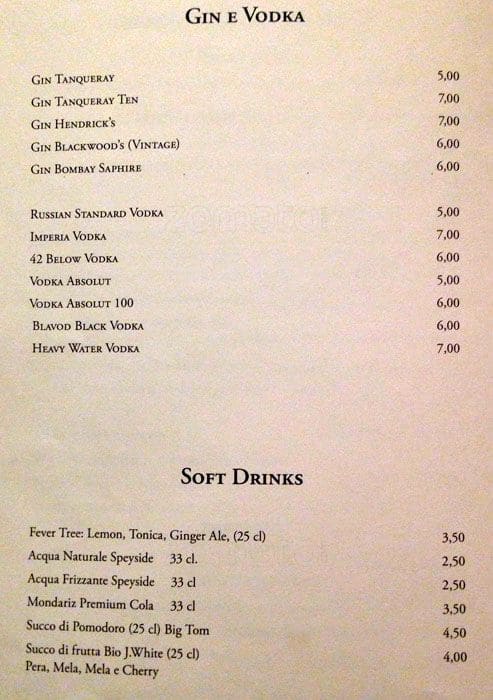 Gin e Vodka
Gin Tanqueray 5,00
Gin Tanqueray Ten 7,00
Gin Hendrick's 7,00
Gin Blackwood's (Vintage) 6,00
Gin Bombay Saphire 6,00
Russian Standard Vodka 5,00
zomato
Imperia Vodka 7,00
42 Below Vodka 6,00
Vodka Absolut 5,00
Vodka Absolut 100 6,00
Blavod Black Vodka 6,00
Heavy Water Vodka 7,00
Soft Drinks
Fever Tree: Lemon, Tonica, Ginger Ale, (25 cl) 3,50
Acqua Naturale Speyside 33 cl. 2,50
Acqua Frizzante Speyside 33 cl 2,50
Mondariz Premium Cola 33 cl 3,50
Succo di Pomodoro (25 cl) Big Tom 4,50
Succo di frutta Bio J.White (25 cl) 4,00
Pera, Mela, Mela e Cherry